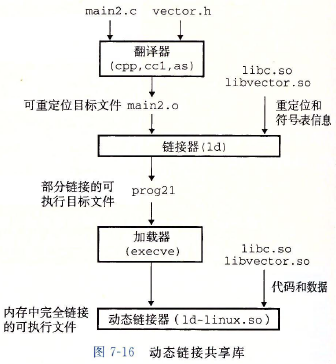 main2.c vector.h
翻译器
(cpp,cc1,as)
libc.so
libvector.so
可重定位目标文件 main2.o
重定位和
符号表信息
链接器(ld)
部分链接的可
执行目标文件
prog21
加载器
(execve)
libc.so
libvector.so
代码和数据
内存中完全链接
的可执行文件
动态链接器(ld-linux.so)
图 7-16 动态链接共享库